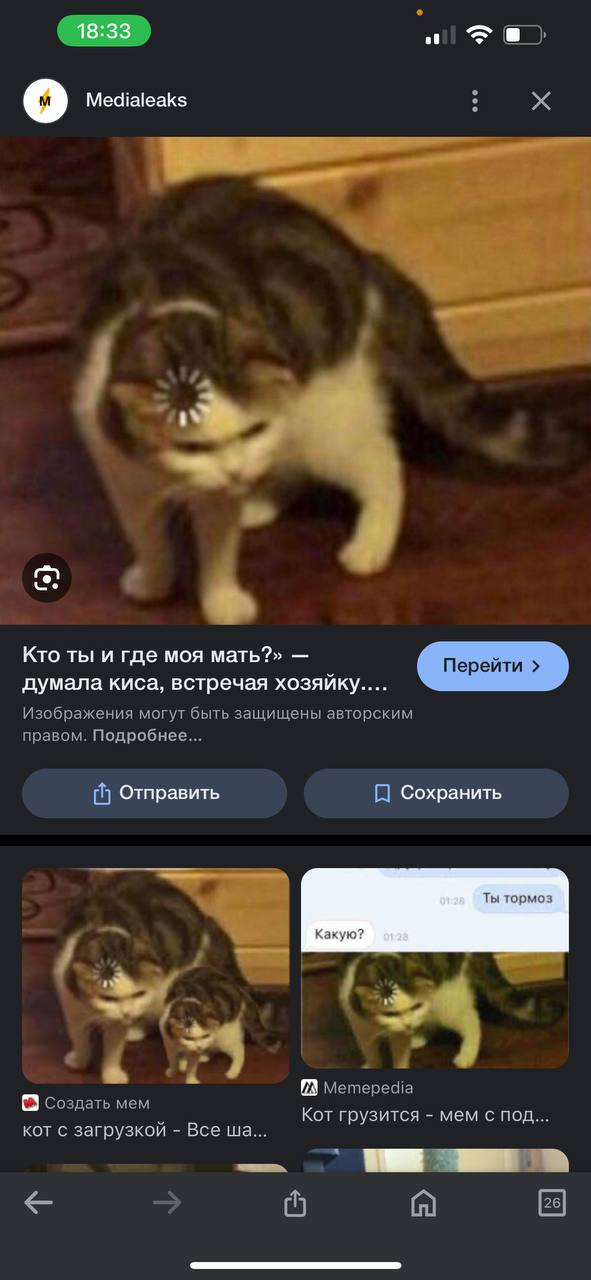 18:33
M
Medialeaks
Кто ты и где моя мать?» —
думала киса, встречая хозяйку....
Перейти
Изображения могут быть защищены авторским
правом. Подробнее...
Отправить
Сохранить
01:28
Ты тормоз
Какую?
01:28
Создать мем
кот с загрузкой - Все ша...
Memepedia
Кот грузится - мем с под...
26